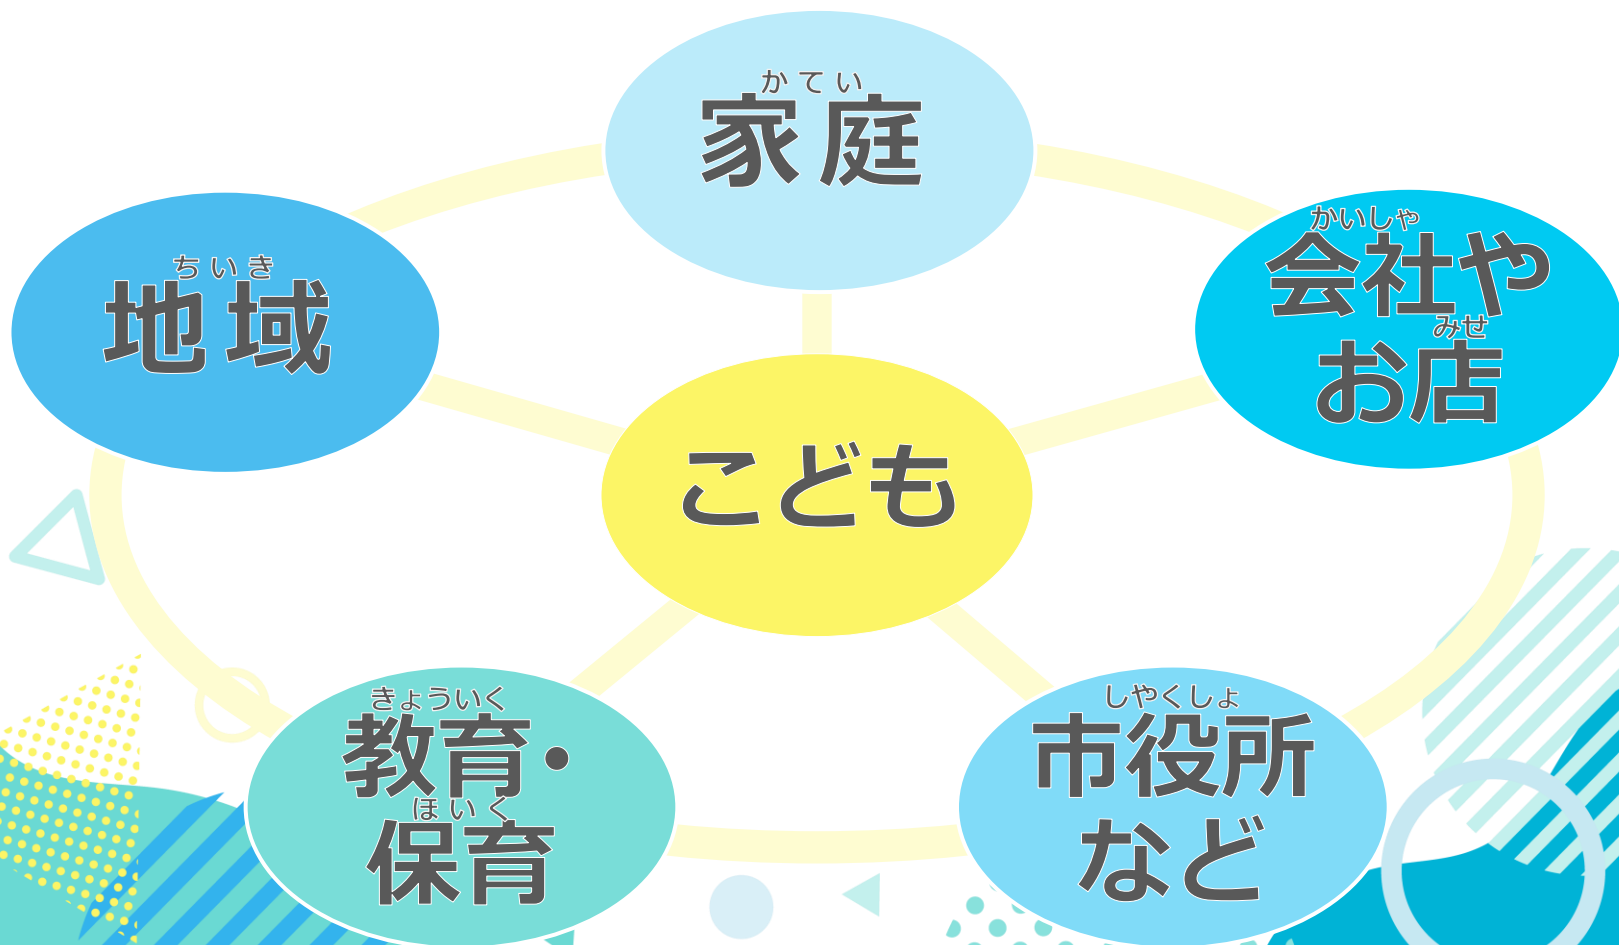 かてい
家庭
ちいき
地域
かいしゃ
会社や
みせ
お店
こども
きょういく
教育・
ほいく
保育
しやくしょ
市役所
など